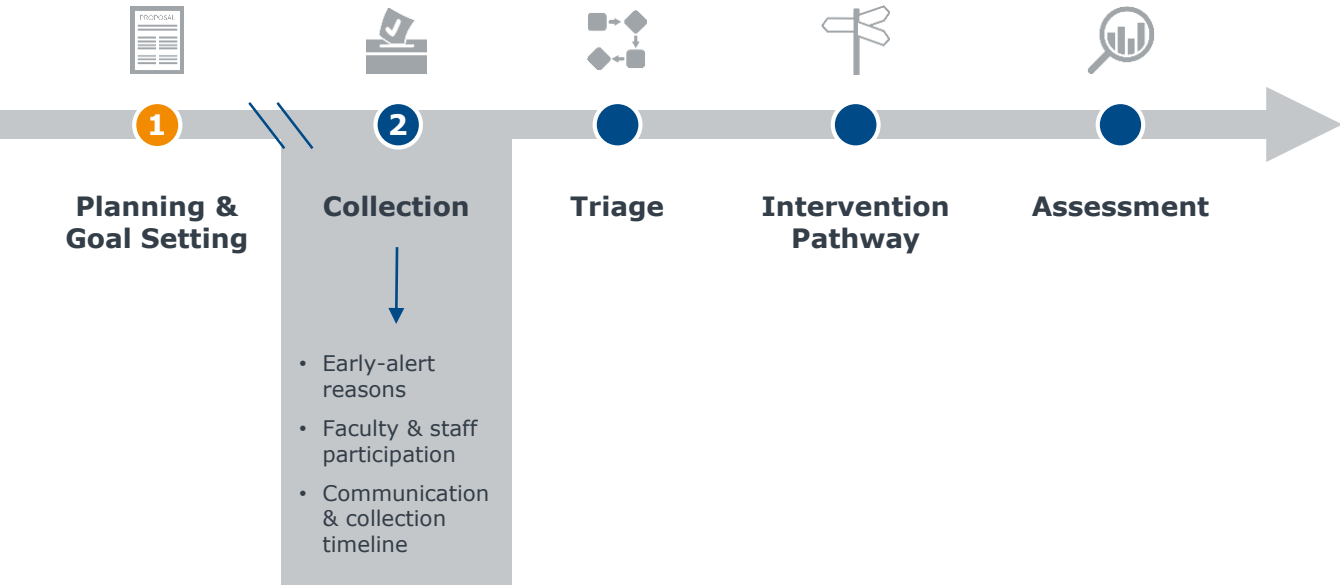 PROPOSAL
1
2
Planning &
Goal Setting
Collection
Triage
Intervention
Pathway
Assessment
• Early-alert
reasons
• Faculty & staff
participation
• Communication
& collection
timeline